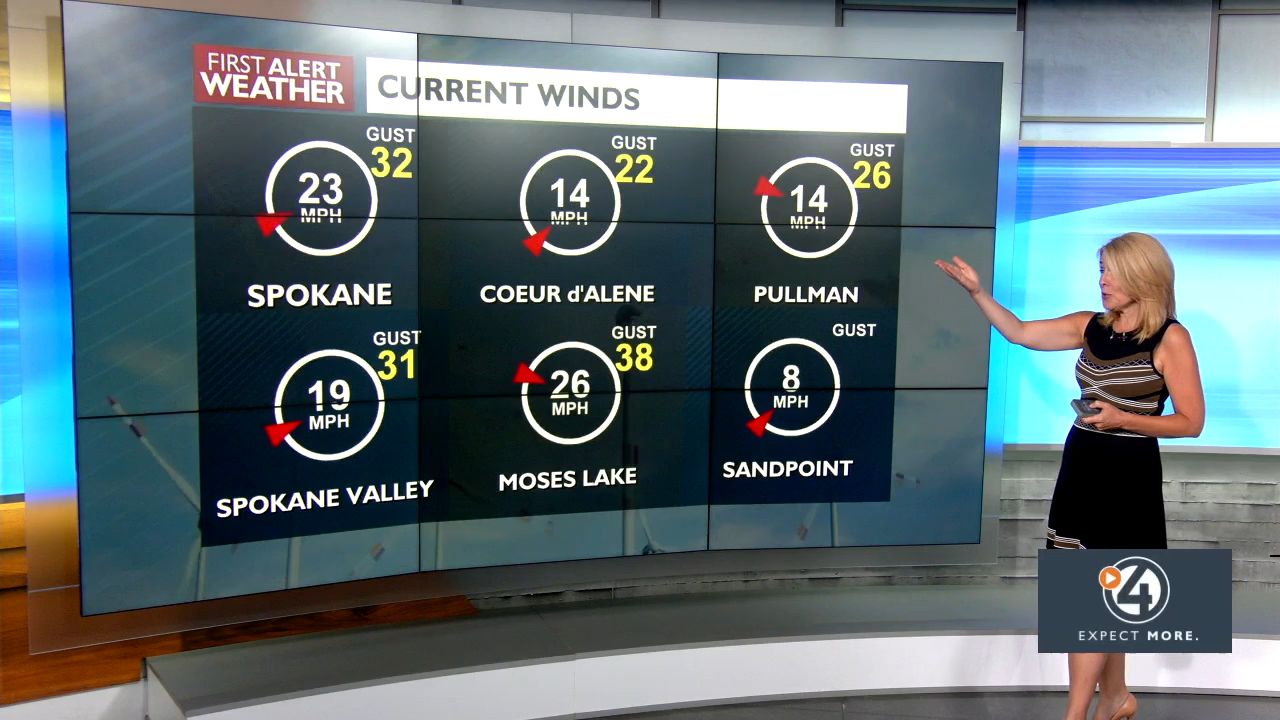 FIRST ALERT
WEATHER
CURRENT WINDS
GUST
32
23
MPH
SPOKANE
GUST
22
14
MPH
COEUR d'ALENE
GUST
26
14
MPH
PULLMAN
GUST
31
19
MPH
SPOKANE VALLEY
GUST
38
26
MPH
MOSES LAKE
GUST
8
MPH
SANDPOINT
4
EXPECT MORE.